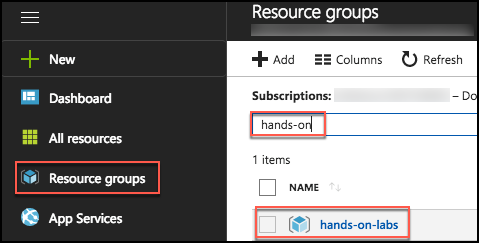 New
Dashboard
All resources
Resource groups
App Services
Resource groups
Add Columns Refresh
Subscriptions: – Do
hands-on
1 items
NAME
hands-on-labs